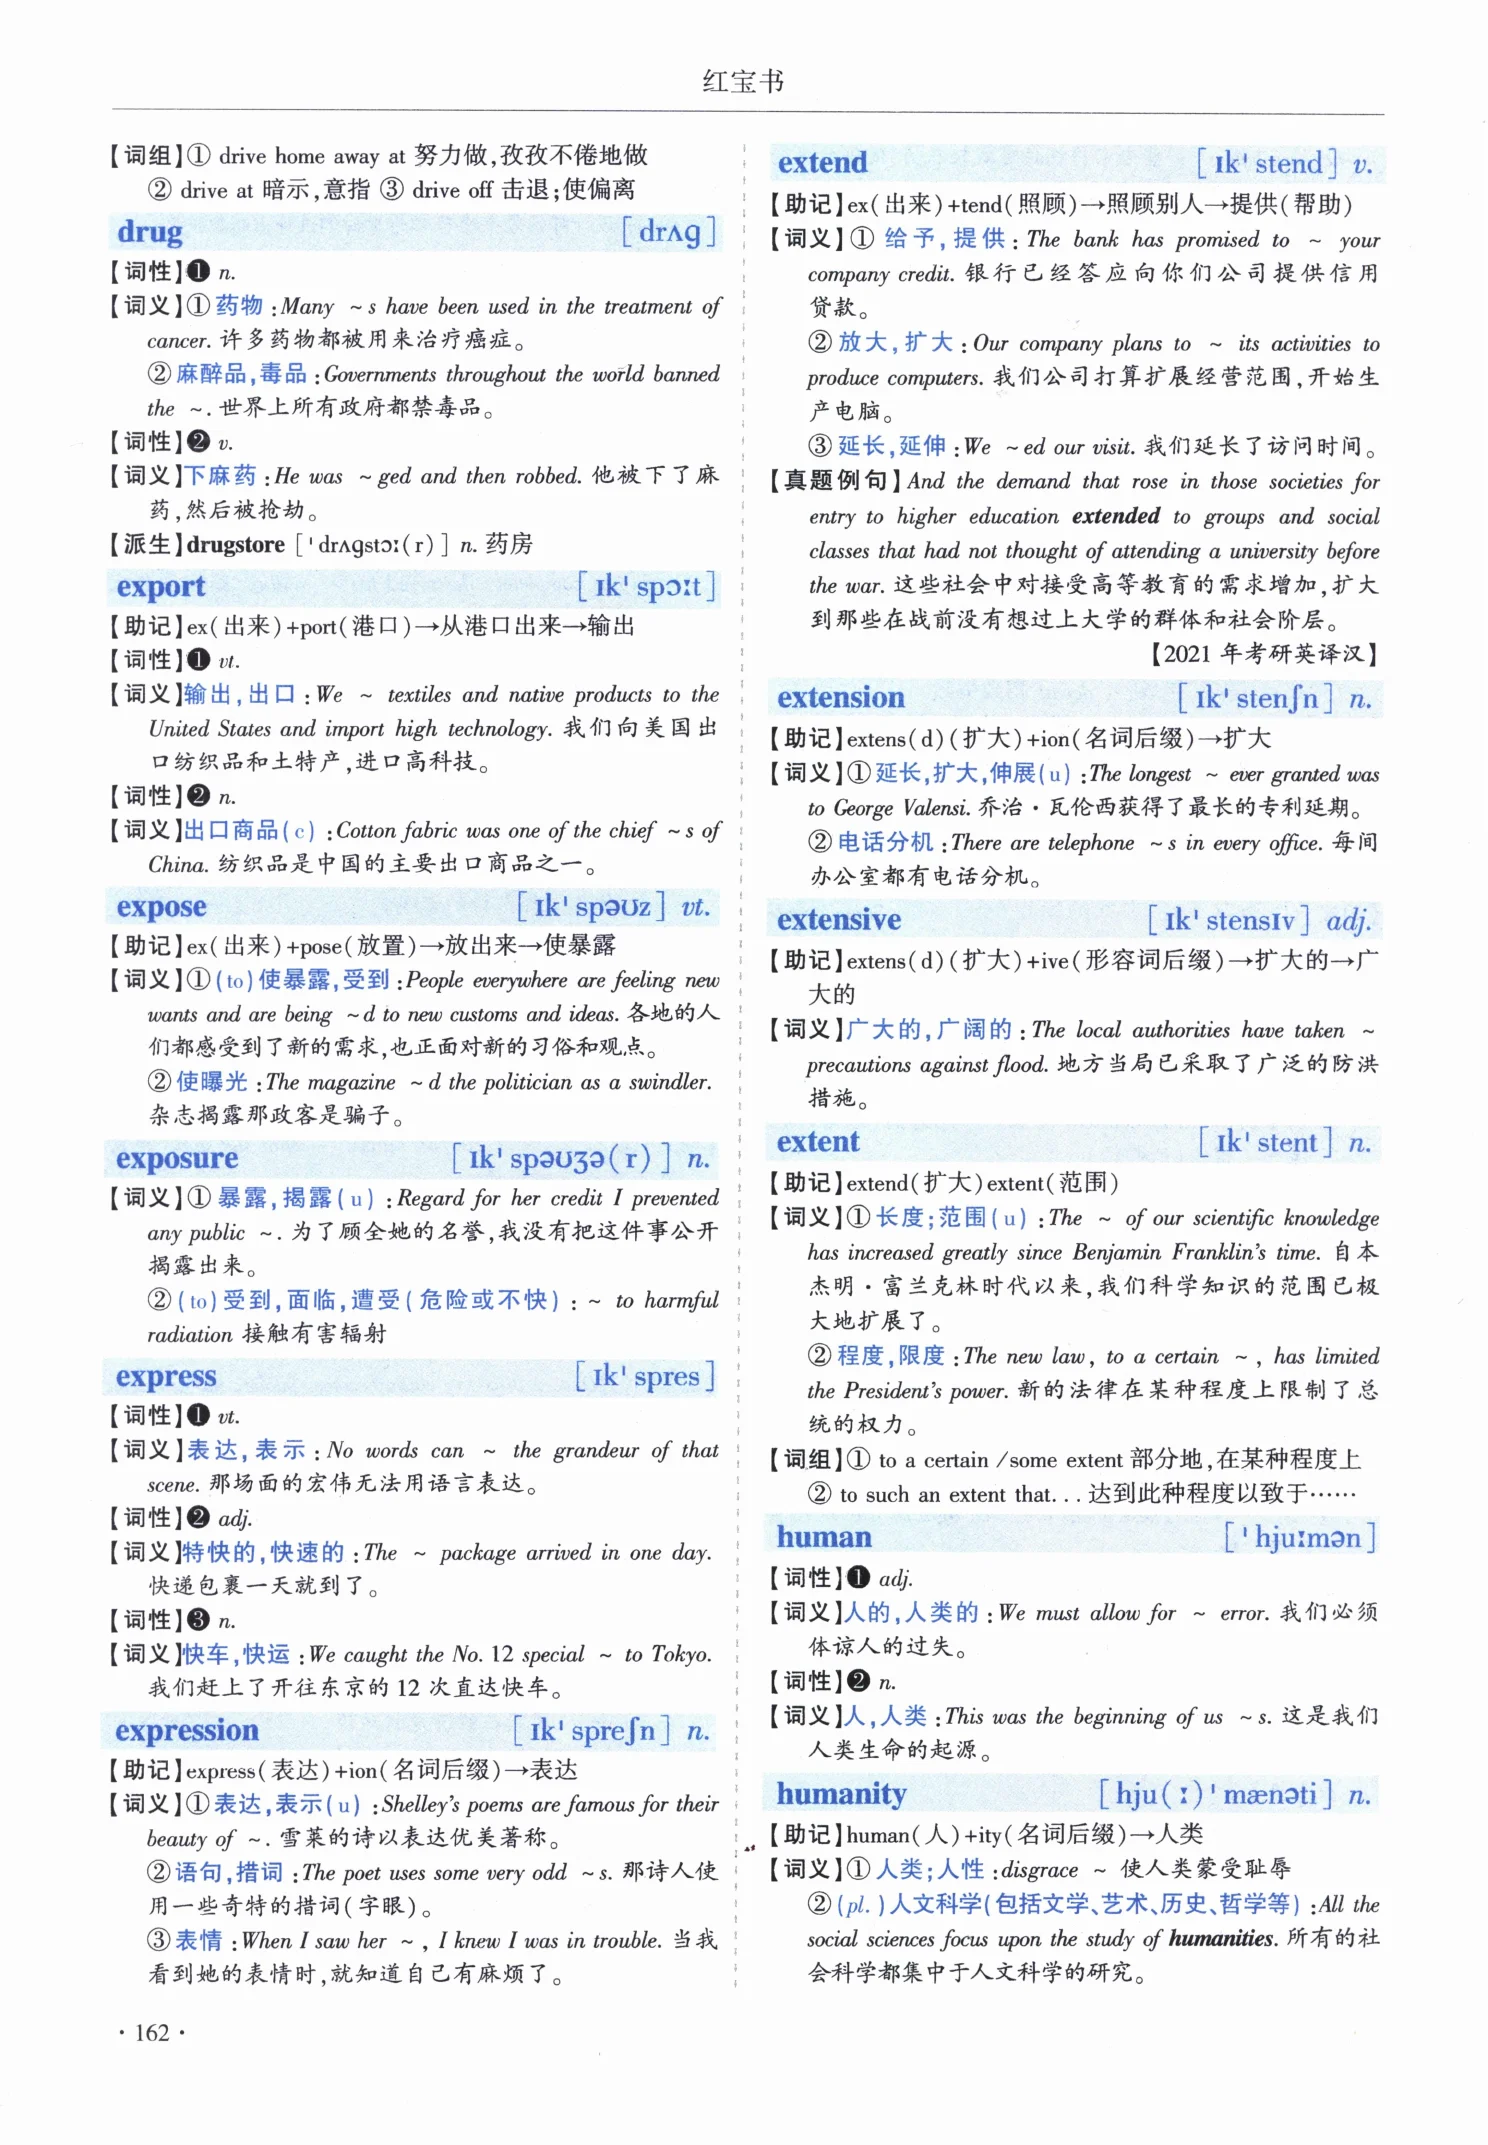 红宝书
【词组】① drive home away at 努力做,孜孜不倦地做
② drive at 暗示,意指 ③ drive off 击退;使偏离
drug [drʌɡ]
【词性】❶ n.
【词义】①药物:Many ~s have been used in the treatment of
cancer. 许多药物都被用来治疗癌症。
②麻醉品,毒品:Governments throughout the world banned
the ~. 世界上所有政府都禁毒品。
【词性】❷ v.
【词义】下麻药:He was ~ged and then robbed. 他被下了麻
药,然后被抢劫。
【派生】drugstore [ˈdrʌɡstɔː(r)] n. 药房
export [ɪkˈspɔːt]
【助记】ex(出来)+port(港口)→从港口出来→输出
【词性】❶ vt.
【词义】输出,出口:We ~ textiles and native products to the
United States and import high technology. 我们向美国出
口纺织品和土特产,进口高科技。
【词性】❷ n.
【词义】出口商品(c):Cotton fabric was one of the chief ~s of
China. 纺织品是中国的主要出口商品之一。
expose [ɪkˈspəʊz] vt.
【助记】ex(出来)+pose(放置)→放出来→使暴露
【词义】①(to)使暴露,受到:People everywhere are feeling new
wants and are being ~d to new customs and ideas. 各地的人
们都感受到了新的需求,也正面对新的习俗和观点。
②使曝光:The magazine ~d the politician as a swindler.
杂志揭露那政客是骗子。
exposure [ɪkˈspəʊʒə(r)] n.
【词义】①暴露,揭露(u):Regard for her credit I prevented
any public ~. 为了顾全她的名誉,我没有把这件事公开
揭露出来。
②(to)受到,面临,遭受(危险或不快):~ to harmful
radiation 接触有害辐射
express [ɪkˈspres]
【词性】❶ vt.
【词义】表达,表示:No words can ~ the grandeur of that
scene. 那场面的宏伟无法用语言表达。
【词性】❷ adj.
【词义】特快的,快速的:The ~ package arrived in one day.
快递包裹一天就到了。
【词性】❸ n.
【词义】快车,快运:We caught the No. 12 special ~ to Tokyo.
我们赶上了开往东京的 12 次直达快车。
expression [ɪkˈspreʃn] n.
【助记】express(表达)+ion(名词后缀)→表达
【词义】①表达,表示(u):Shelley's poems are famous for their
beauty of ~. 雪莱的诗以表达优美著称。
②语句,措词:The poet uses some very odd ~s. 那诗人使
用一些奇特的措词(字眼)。
③表情:When I saw her ~, I knew I was in trouble. 当我
看到她的表情时,就知道自己有麻烦了。
extend [ɪkˈstend] v.
【助记】ex(出来)+tend(照顾)→照顾别人→提供(帮助)
【词义】①给予,提供:The bank has promised to ~ your
company credit. 银行已经答应向你们公司提供信用
贷款。
②放大,扩大:Our company plans to ~ its activities to
produce computers. 我们公司打算扩展经营范围,开始生
产电脑。
③延长,延伸:We ~ed our visit. 我们延长了访问时间。
【真题例句】And the demand that rose in those societies for
entry to higher education extended to groups and social
classes that had not thought of attending a university before
the war. 这些社会中对接受高等教育的需求增加,扩大
到那些在战前没有想过上大学的群体和社会阶层。
【2021 年考研英译汉】
extension [ɪkˈstenʃn] n.
【助记】extens(d)(扩大)+ion(名词后缀)→扩大
【词义】①延长,扩大,伸展(u):The longest ~ ever granted was
to George Valensi. 乔治·瓦伦西获得了最长的专利延期。
②电话分机:There are telephone ~s in every office. 每间
办公室都有电话分机。
extensive [ɪkˈstensɪv] adj.
【助记】extens(d)(扩大)+ive(形容词后缀)→扩大的→广
大的
【词义】广大的,广阔的:The local authorities have taken ~
precautions against flood. 地方当局已采取了广泛的防洪
措施。
extent [ɪkˈstent] n.
【助记】extend(扩大)extent(范围)
【词义】①长度;范围(u):The ~ of our scientific knowledge
has increased greatly since Benjamin Franklin's time. 自本
杰明·富兰克林时代以来,我们科学知识的范围已极
大地扩展了。
②程度,限度:The new law, to a certain ~, has limited
the President's power. 新的法律在某种程度上限制了总
统的权力。
【词组】① to a certain /some extent 部分地,在某种程度上
② to such an extent that... 达到此种程度以致于……
human [ˈhjuːmən]
【词性】❶ adj.
【词义】人的,人类的:We must allow for ~ error. 我们必须
体谅人的过失。
【词性】❷ n.
【词义】人,人类:This was the beginning of us ~s. 这是我们
人类生命的起源。
humanity [hju(ː)ˈmænəti] n.
【助记】human(人)+ity(名词后缀)→人类
【词义】①人类;人性:disgrace ~ 使人类蒙受耻辱
②(pl.)人文科学(包括文学、艺术、历史、哲学等):All the
social sciences focus upon the study of humanities. 所有的社
会科学都集中于人文科学的研究。
·162·